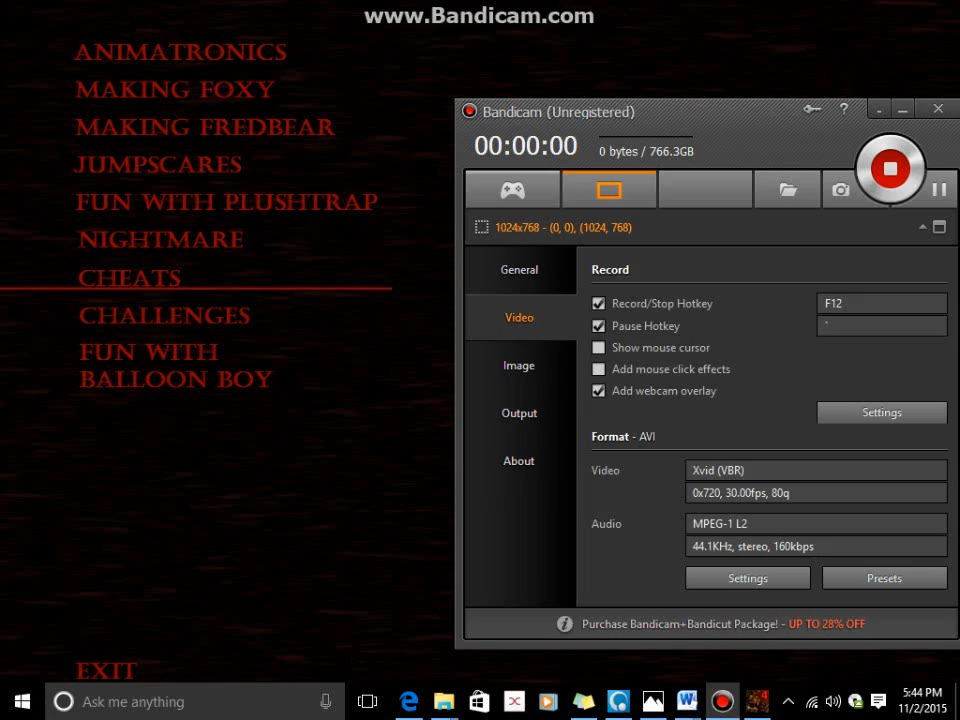 www.Bandicam.com
ANIMATRONICS
MAKING FOXY
MAKING FREDBEAR
JUMPSCARES
FUN WITH PLUSHTRAP
NIGHTMARE
CHEATS
CHALLENGES
FUN WITH
BALLOON BOY
EXIT
Bandicam (Unregistered)
?
00:00:00
0 bytes / 766.3GB
1024x768 - (0, 0), (1024, 768)
General
Video
Image
Output
About
Record
Record/Stop Hotkey
F12
Pause Hotkey
`
Show mouse cursor
Add mouse click effects
Add webcam overlay
Settings
Format - AVI
Video
Xvid (VBR)
0x720, 30.00fps, 80q
Audio
MPEG-1 L2
44.1KHz, stereo, 160kbps
Settings
Presets
Purchase Bandicam+Bandicut Package! - UP TO 28% OFF
Ask me anything
5:44 PM
11/2/2015